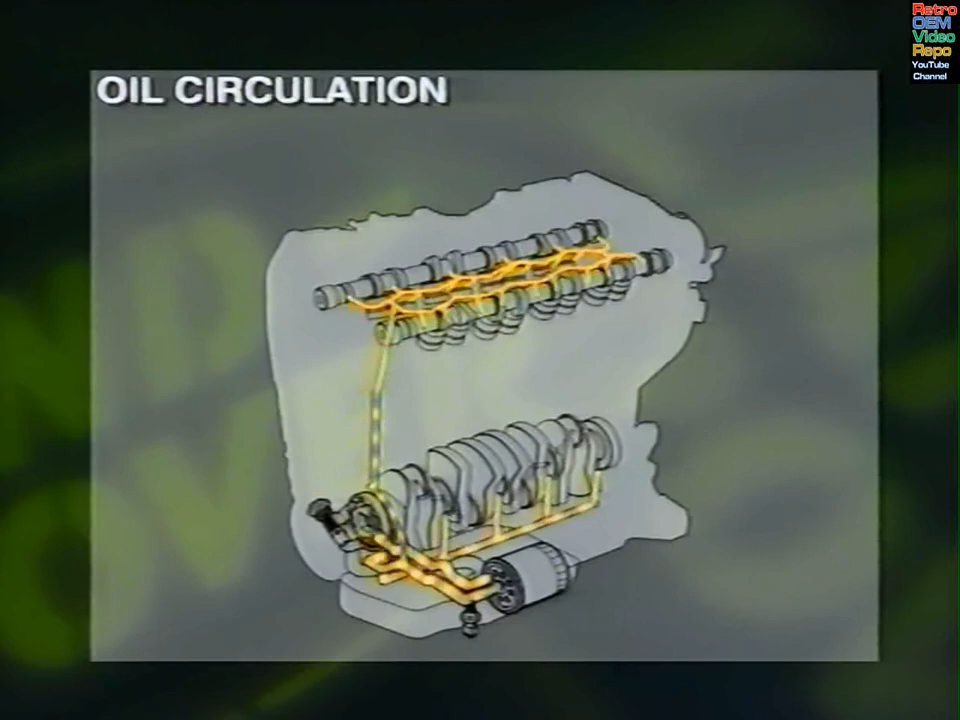 Retro
OEM
Video
Repo
YouTube
Channel
OIL CIRCULATION